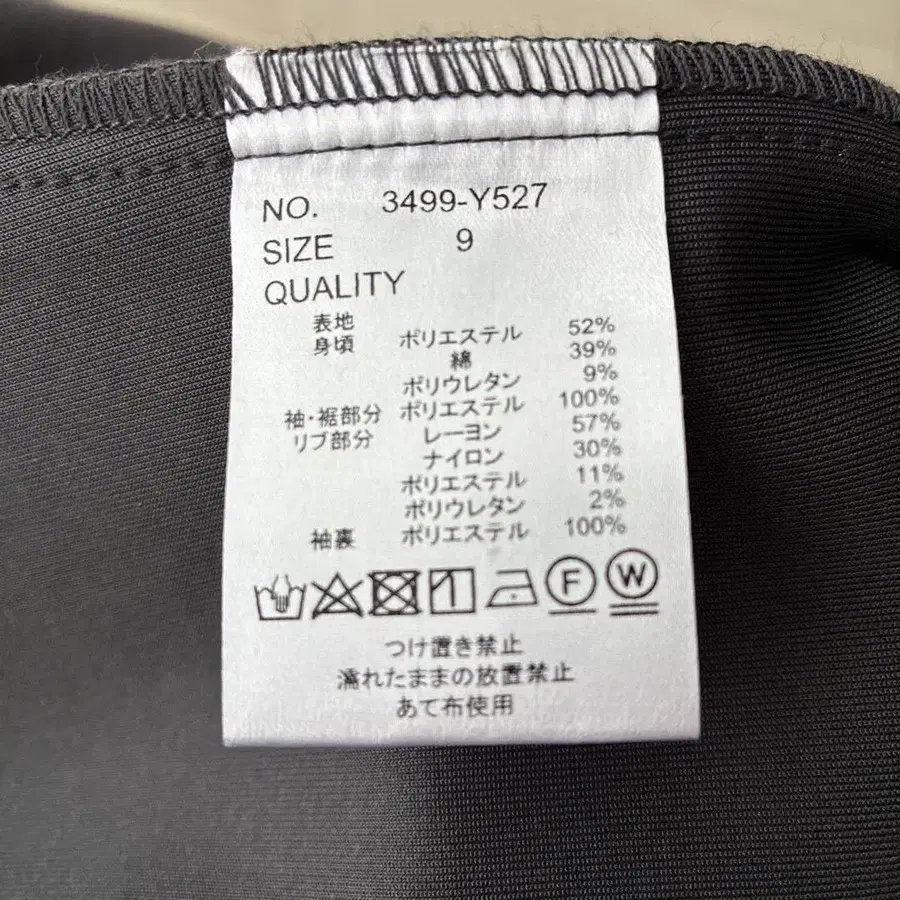 NO. 3499-Y527
SIZE 9
QUALITY
表地
身頃 ポリエステル 52%
綿 39%
ポリウレタン 9%
袖・裾部分 ポリエステル 100%
リブ部分 レーヨン 57%
ナイロン 30%
ポリエステル 11%
ポリウレタン 2%
袖裏 ポリエステル 100%
F W
つけ置き禁止
濡れたままの放置禁止
あて布使用